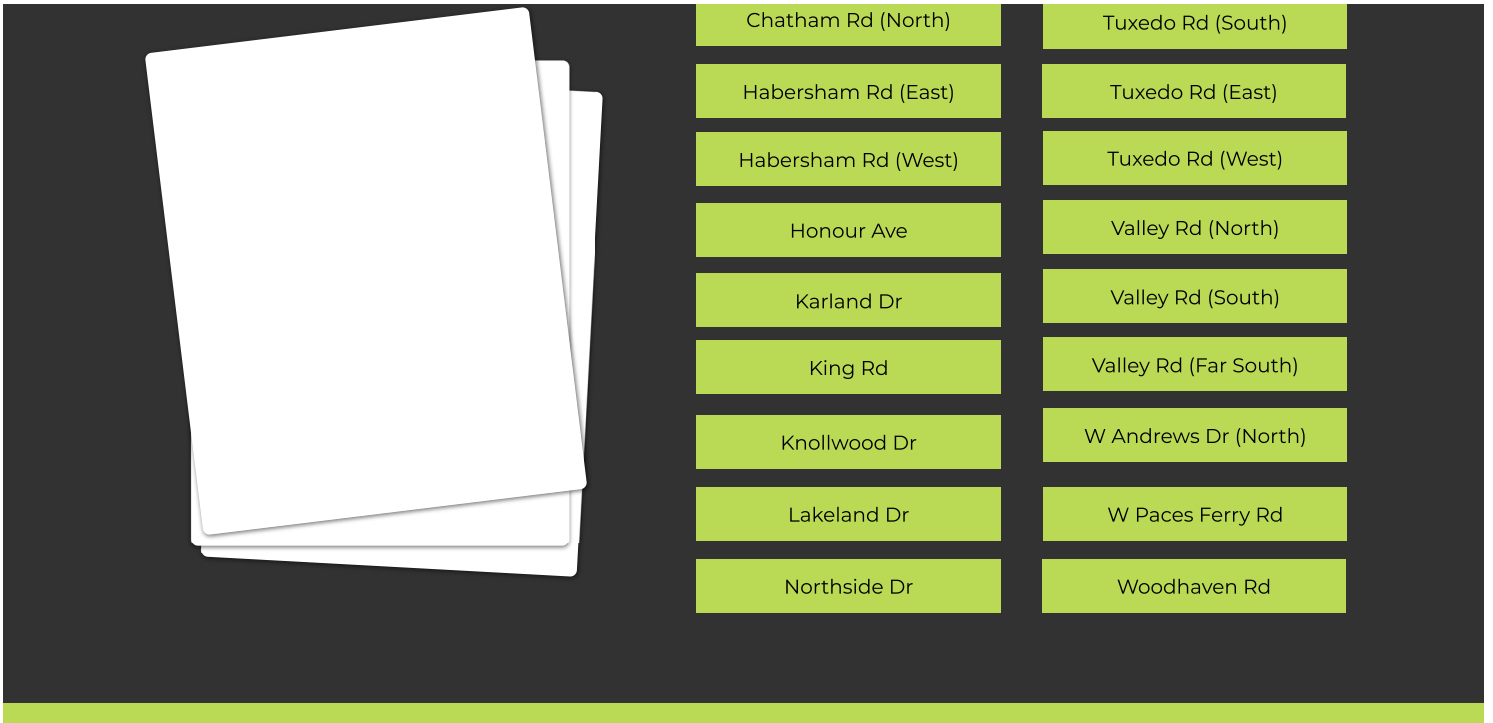 Chatham Rd (North)
Tuxedo Rd (South)
Habersham Rd (East)
Tuxedo Rd (East)
Habersham Rd (West)
Tuxedo Rd (West)
Honour Ave
Valley Rd (North)
Karland Dr
Valley Rd (South)
King Rd
Valley Rd (Far South)
Knollwood Dr
W Andrews Dr (North)
Lakeland Dr
W Paces Ferry Rd
Northside Dr
Woodhaven Rd